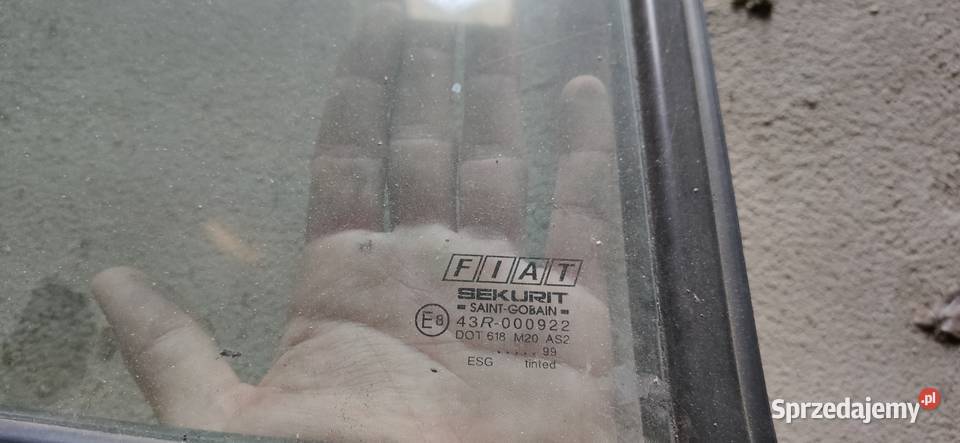 FIAT
SEKURIT
= SAINT-GOBAIN =
E8 43R-000922
DOT 618 M20 AS2
..... 99
ESG tinted
Sprzedajemy.pl